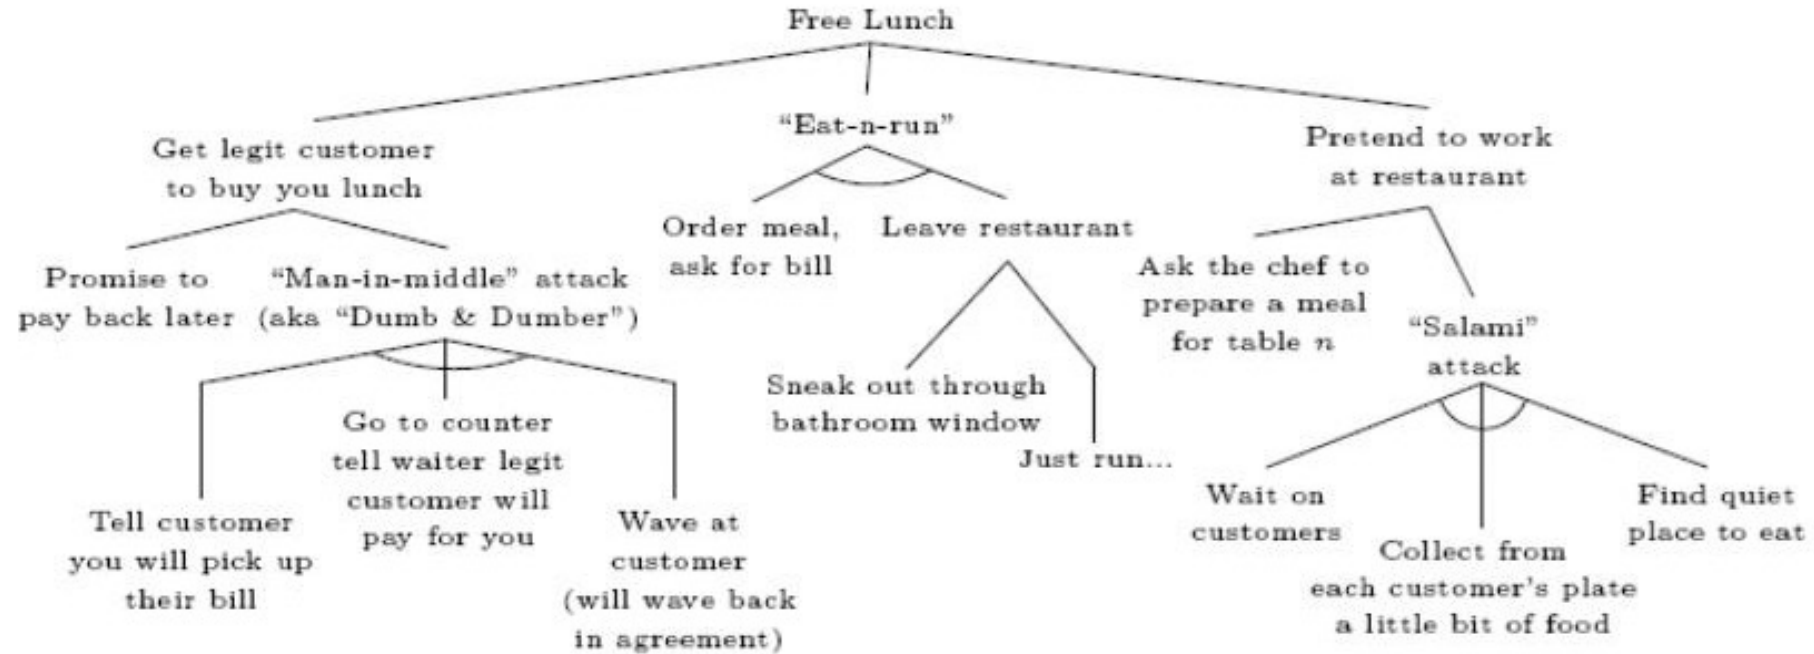 Free Lunch
Get legit customer
to buy you lunch
“Eat-n-run”
Pretend to work
at restaurant
Promise to
pay back later
“Man-in-middle” attack
(aka “Dumb & Dumber”)
Order meal,
ask for bill
Leave restaurant
Ask the chef to
prepare a meal
for table n
“Salami”
attack
Tell customer
you will pick up
their bill
Go to counter
tell waiter legit
customer will
pay for you
Wave at
customer
(will wave back
in agreement)
Sneak out through
bathroom window
Just run...
Wait on
customers
Collect from
each customer’s plate
a little bit of food
Find quiet
place to eat